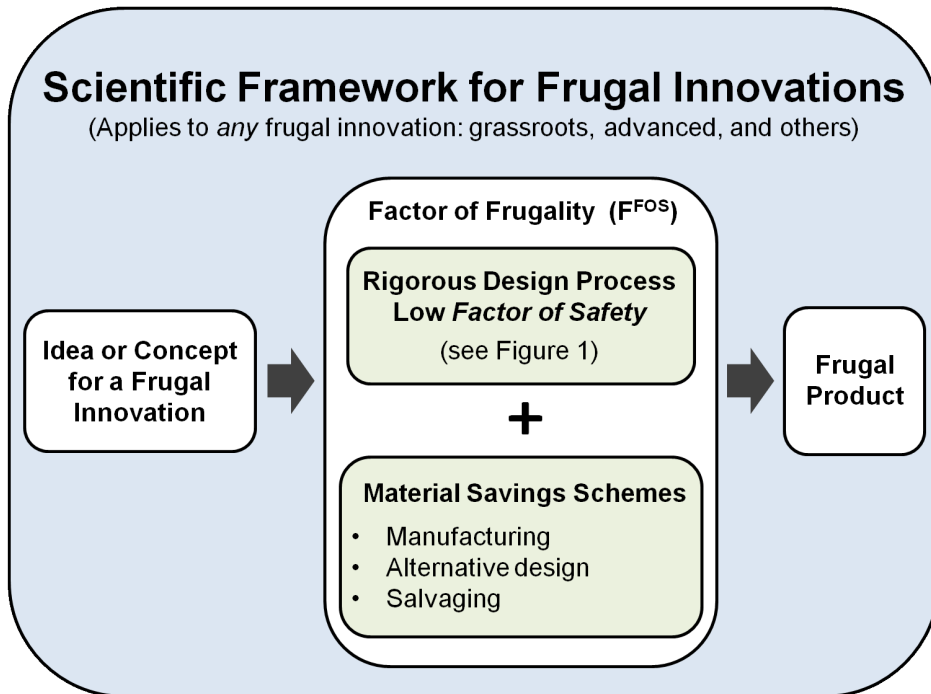 Scientific Framework for Frugal Innovations
(Applies to any frugal innovation: grassroots, advanced, and others)
Idea or Concept
for a Frugal
Innovation
Factor of Frugality (F^FOS)
Rigorous Design Process
Low Factor of Safety
(see Figure 1)
+
Material Savings Schemes
• Manufacturing
• Alternative design
• Salvaging
Frugal
Product